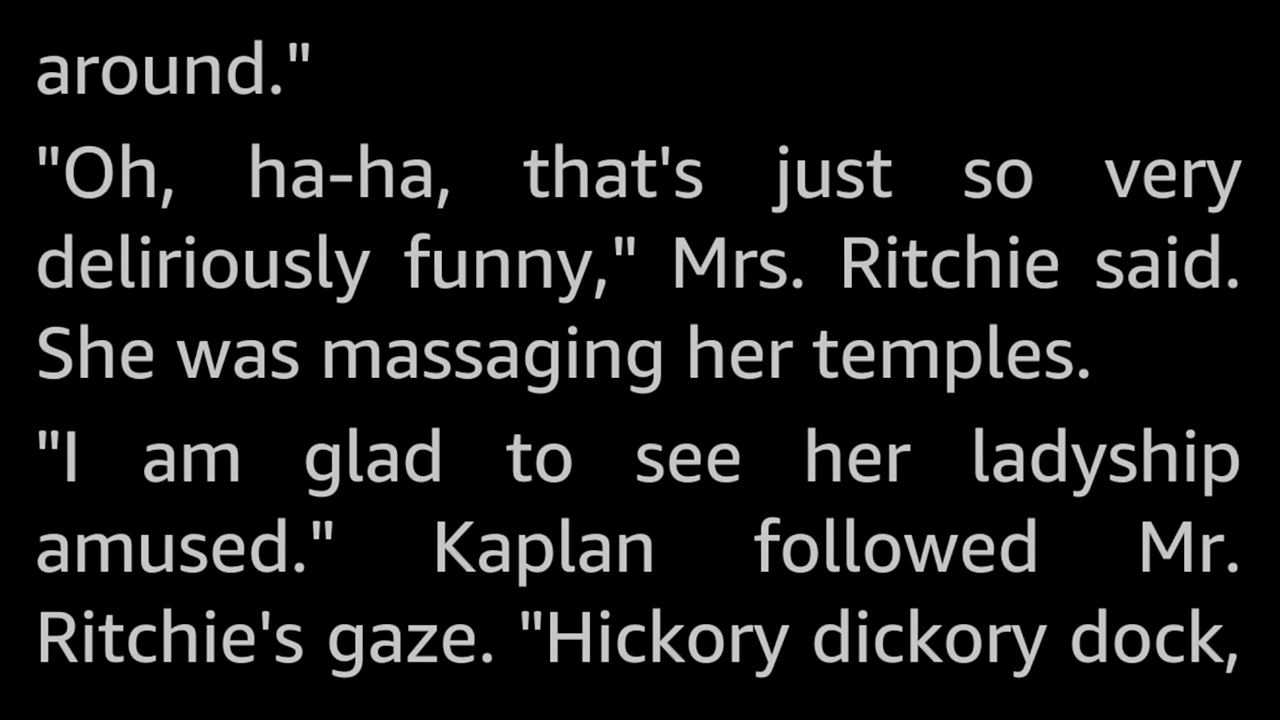 around."
"Oh, ha-ha, that's just so very
deliriously funny," Mrs. Ritchie said.
She was massaging her temples.
"I am glad to see her ladyship
amused." Kaplan followed Mr.
Ritchie's gaze. "Hickory dickory dock,